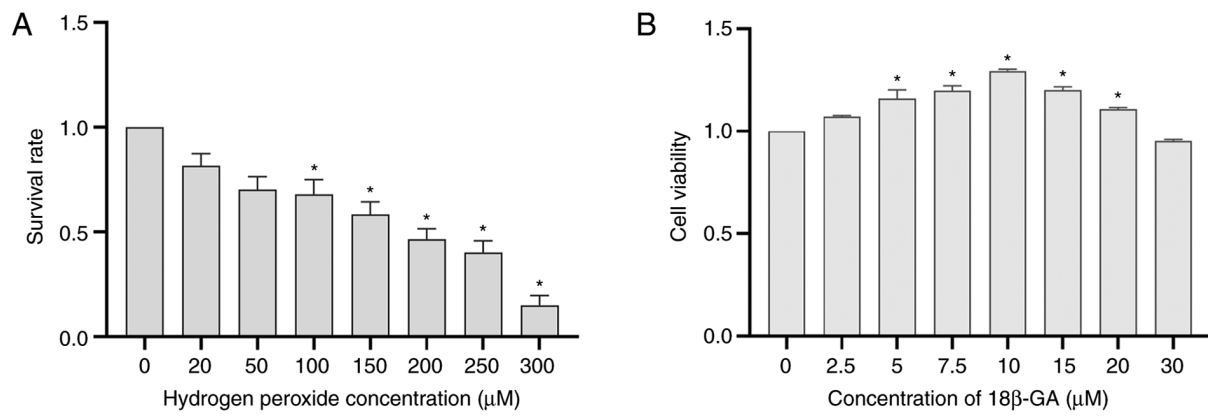 A
1.5
1.0
0.5
0.0
Survival rate
* * * * *
0 20 50 100 150 200 250 300
Hydrogen peroxide concentration (μM)
B
1.5
1.0
0.5
0.0
Cell viability
* * * * *
0 2.5 5 7.5 10 15 20 30
Concentration of 18β-GA (μM)